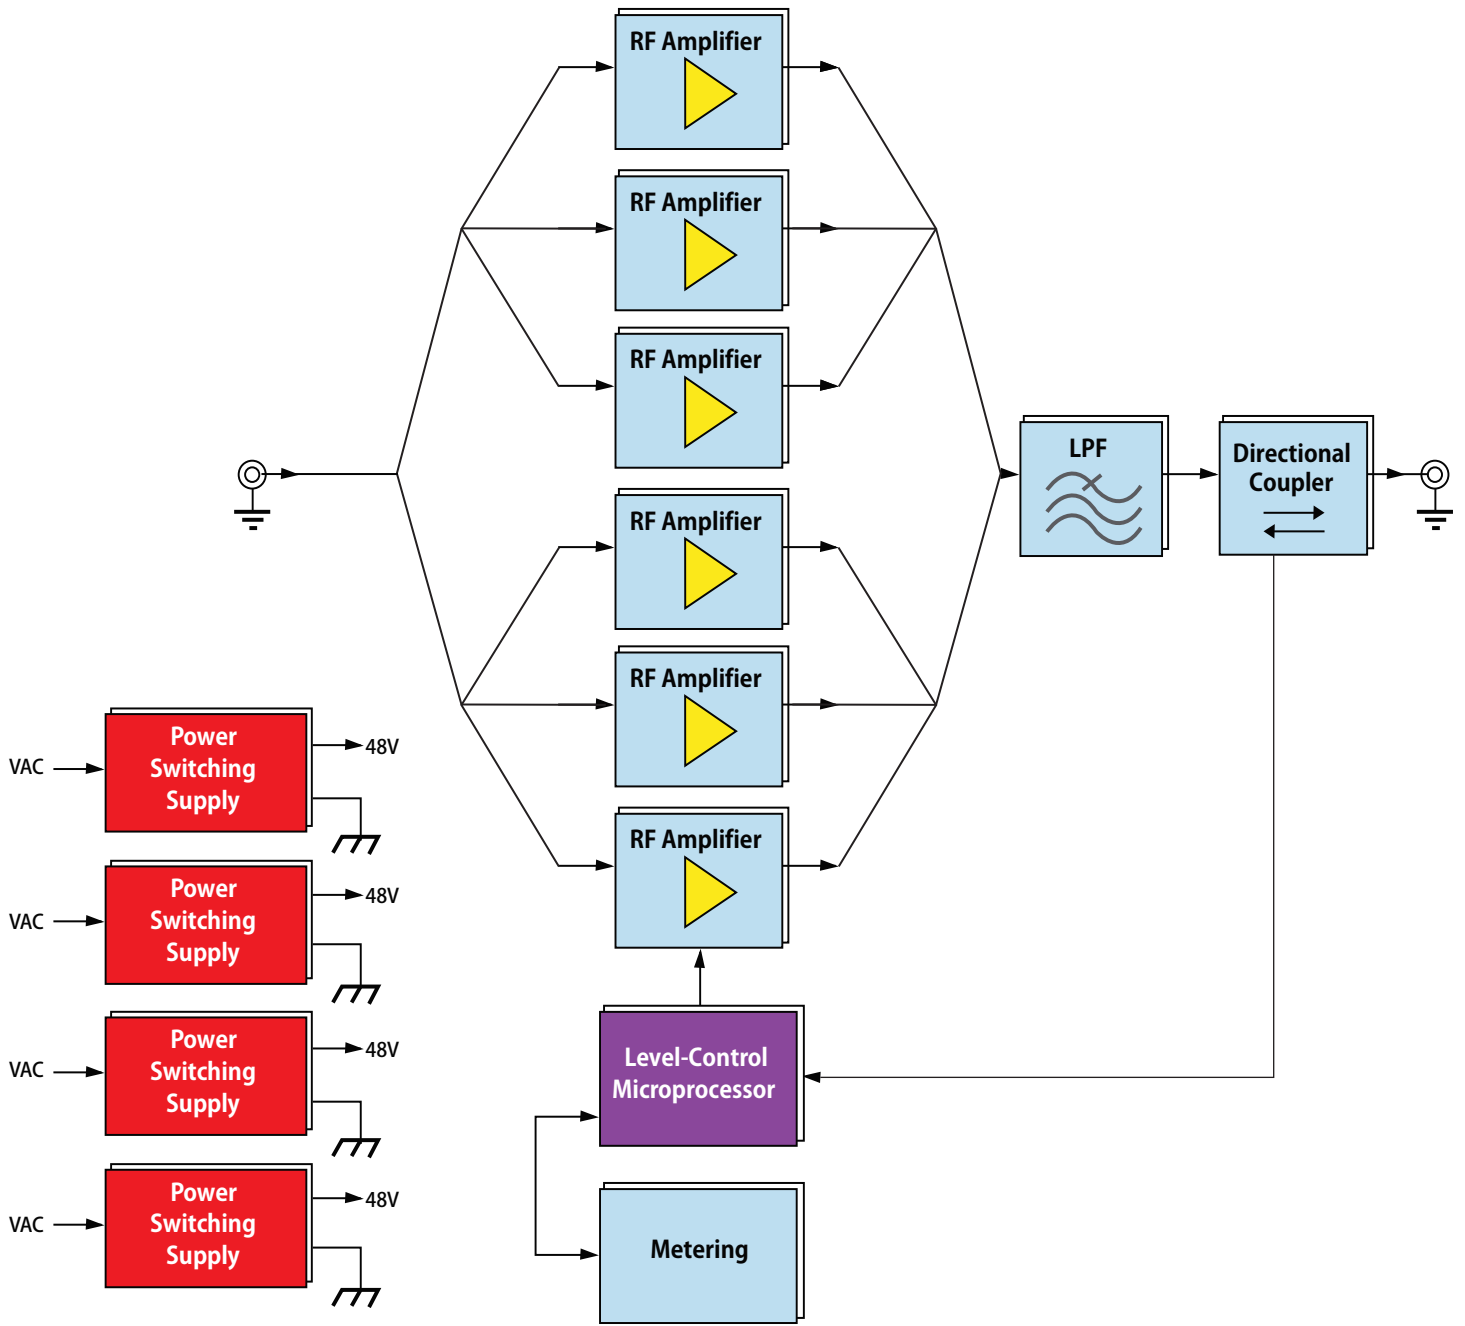 RF Amplifier
RF Amplifier
RF Amplifier
RF Amplifier
RF Amplifier
RF Amplifier
LPF
Directional
Coupler
VAC
Power
Switching
Supply
48V
VAC
Power
Switching
Supply
48V
VAC
Power
Switching
Supply
48V
VAC
Power
Switching
Supply
48V
Level-Control
Microprocessor
Metering